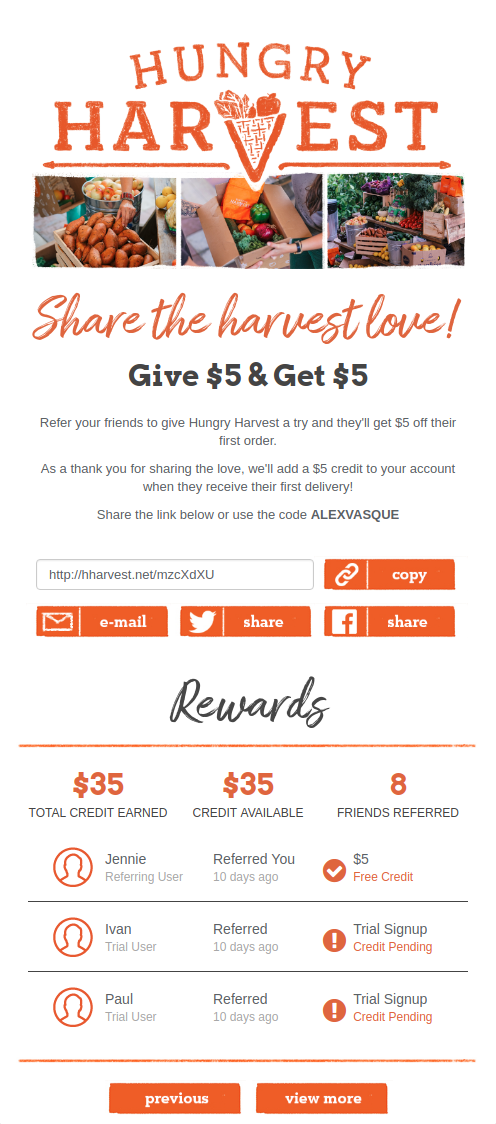 HUNGRY
HARVEST
Share the harvest love!
Give $5 & Get $5
Refer your friends to give Hungry Harvest a try and they'll get $5 off their
first order.
As a thank you for sharing the love, we'll add a $5 credit to your account
when they receive their first delivery!
Share the link below or use the code ALEXVASQUE
http://hharvest.net/mzcXdXU
copy
e-mail
share
share
Rewards
$35 $35 8
TOTAL CREDIT EARNED CREDIT AVAILABLE FRIENDS REFERRED
Jennie Referred You $5
Referring User 10 days ago Free Credit
Ivan Referred Trial Signup
Trial User 10 days ago Credit Pending
Paul Referred Trial Signup
Trial User 10 days ago Credit Pending
previous view more